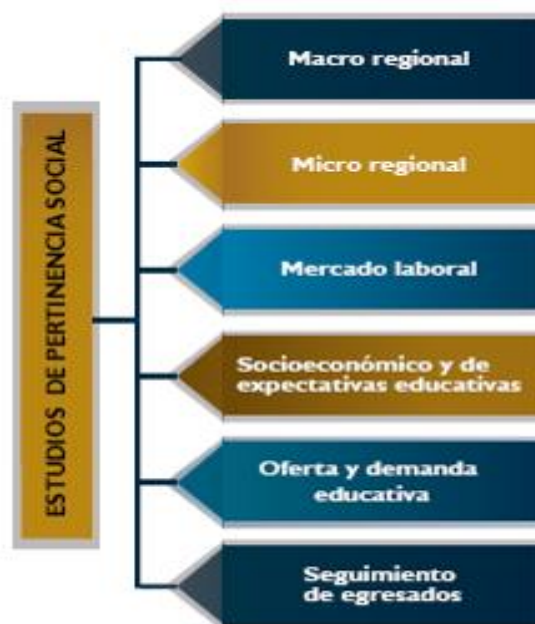 ESTUDIOS DE PERTINENCIA SOCIAL
Macro regional
Micro regional
Mercado laboral
Socioeconómico y de
expectativas educativas
Oferta y demanda
educativa
Seguimiento
de egresados